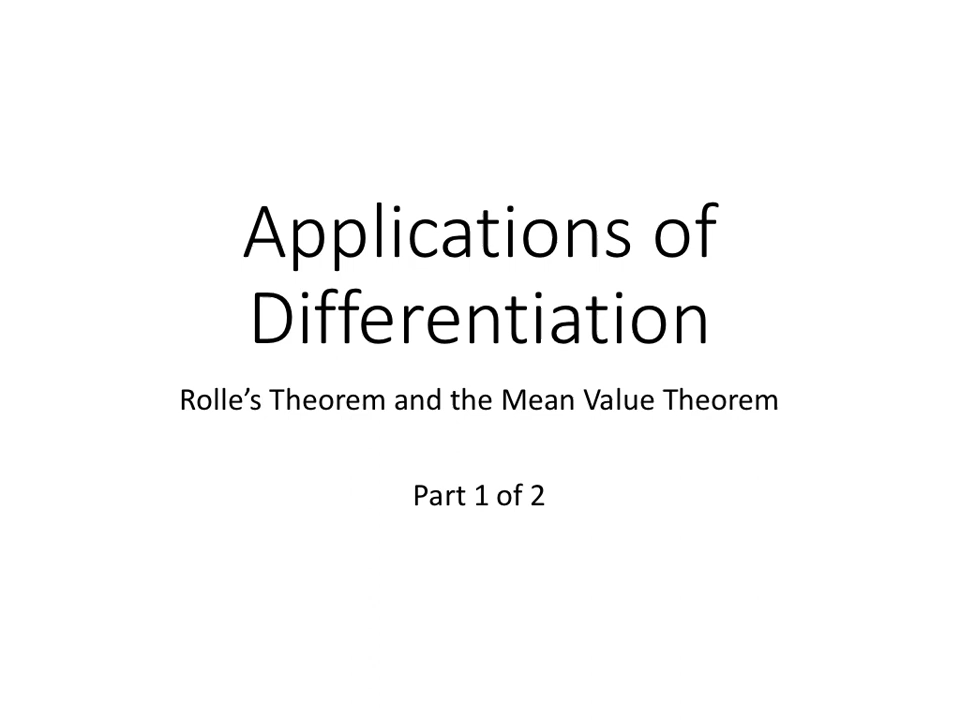 Applications of
Differentiation
Rolle’s Theorem and the Mean Value Theorem
Part 1 of 2